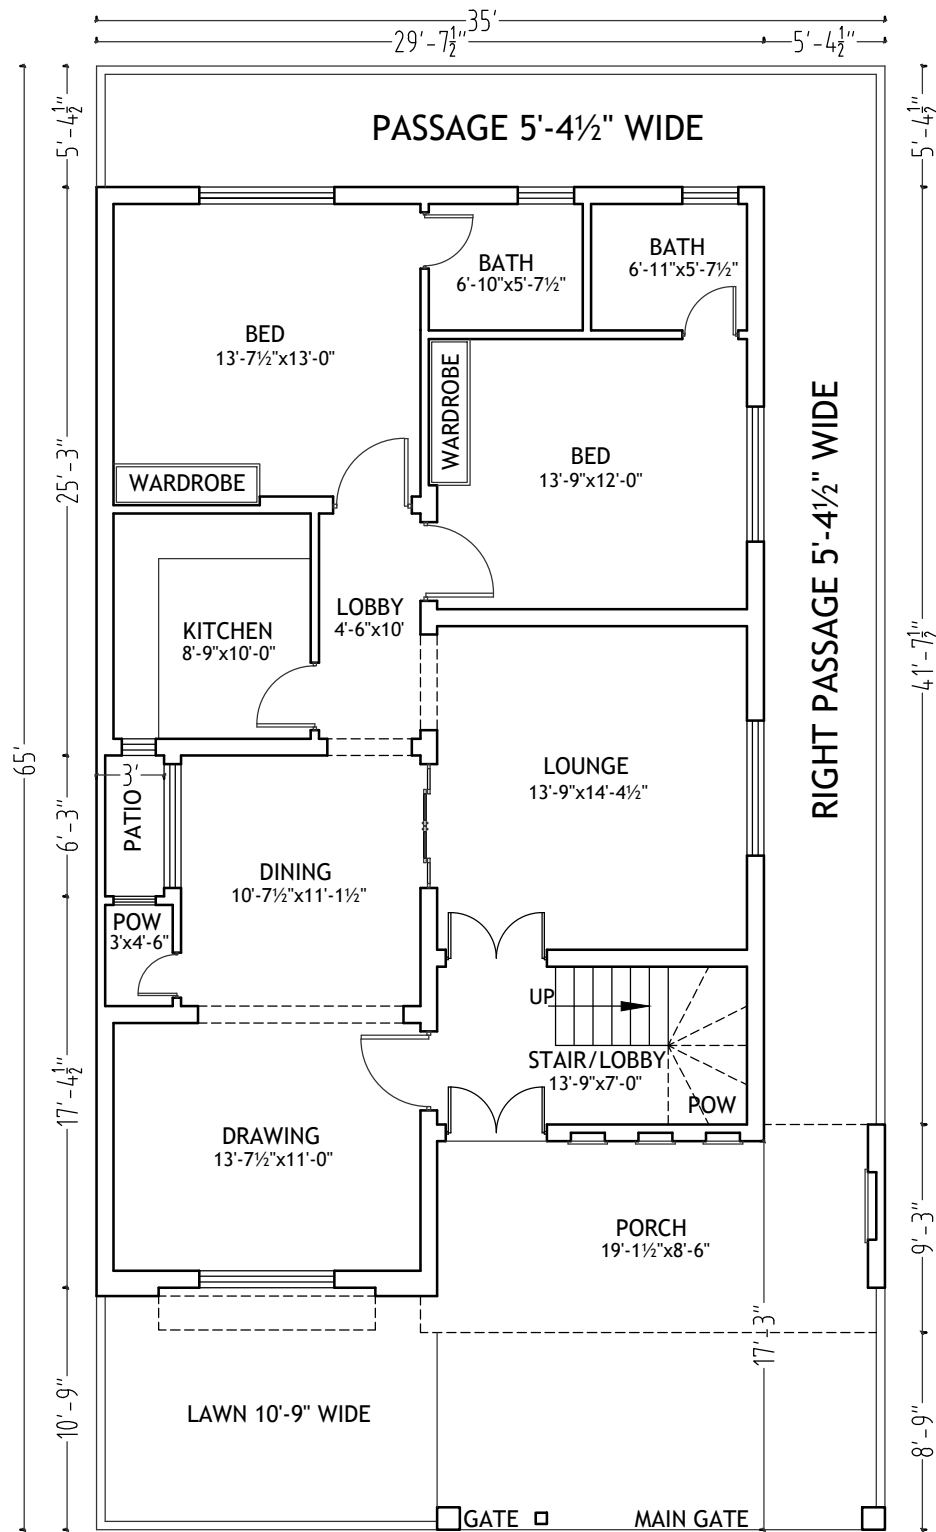 35'
29'-7½" 5'-4½"
5'-4½"
PASSAGE 5'-4½" WIDE
5'-4½"
BATH
6'-10"x5'-7½"
BATH
6'-11"x5'-7½"
BED
13'-7½"x13'-0"
WARDROBE
WARDROBE
BED
13'-9"x12'-0"
25'-3"
RIGHT PASSAGE 5'-4½" WIDE
KITCHEN
8'-9"x10'-0"
LOBBY
4'-6"x10'
41'-7½"
65'
3'
PATIO
6'-3"
LOUNGE
13'-9"x14'-4½"
DINING
10'-7½"x11'-1½"
POW
3'x4'-6"
UP
STAIR/LOBBY
13'-9"x7'-0"
POW
17'-4½"
DRAWING
13'-7½"x11'-0"
PORCH
19'-1½"x8'-6"
9'-3"
17'-3"
10'-9"
LAWN 10'-9" WIDE
8'-9"
GATE
MAIN GATE